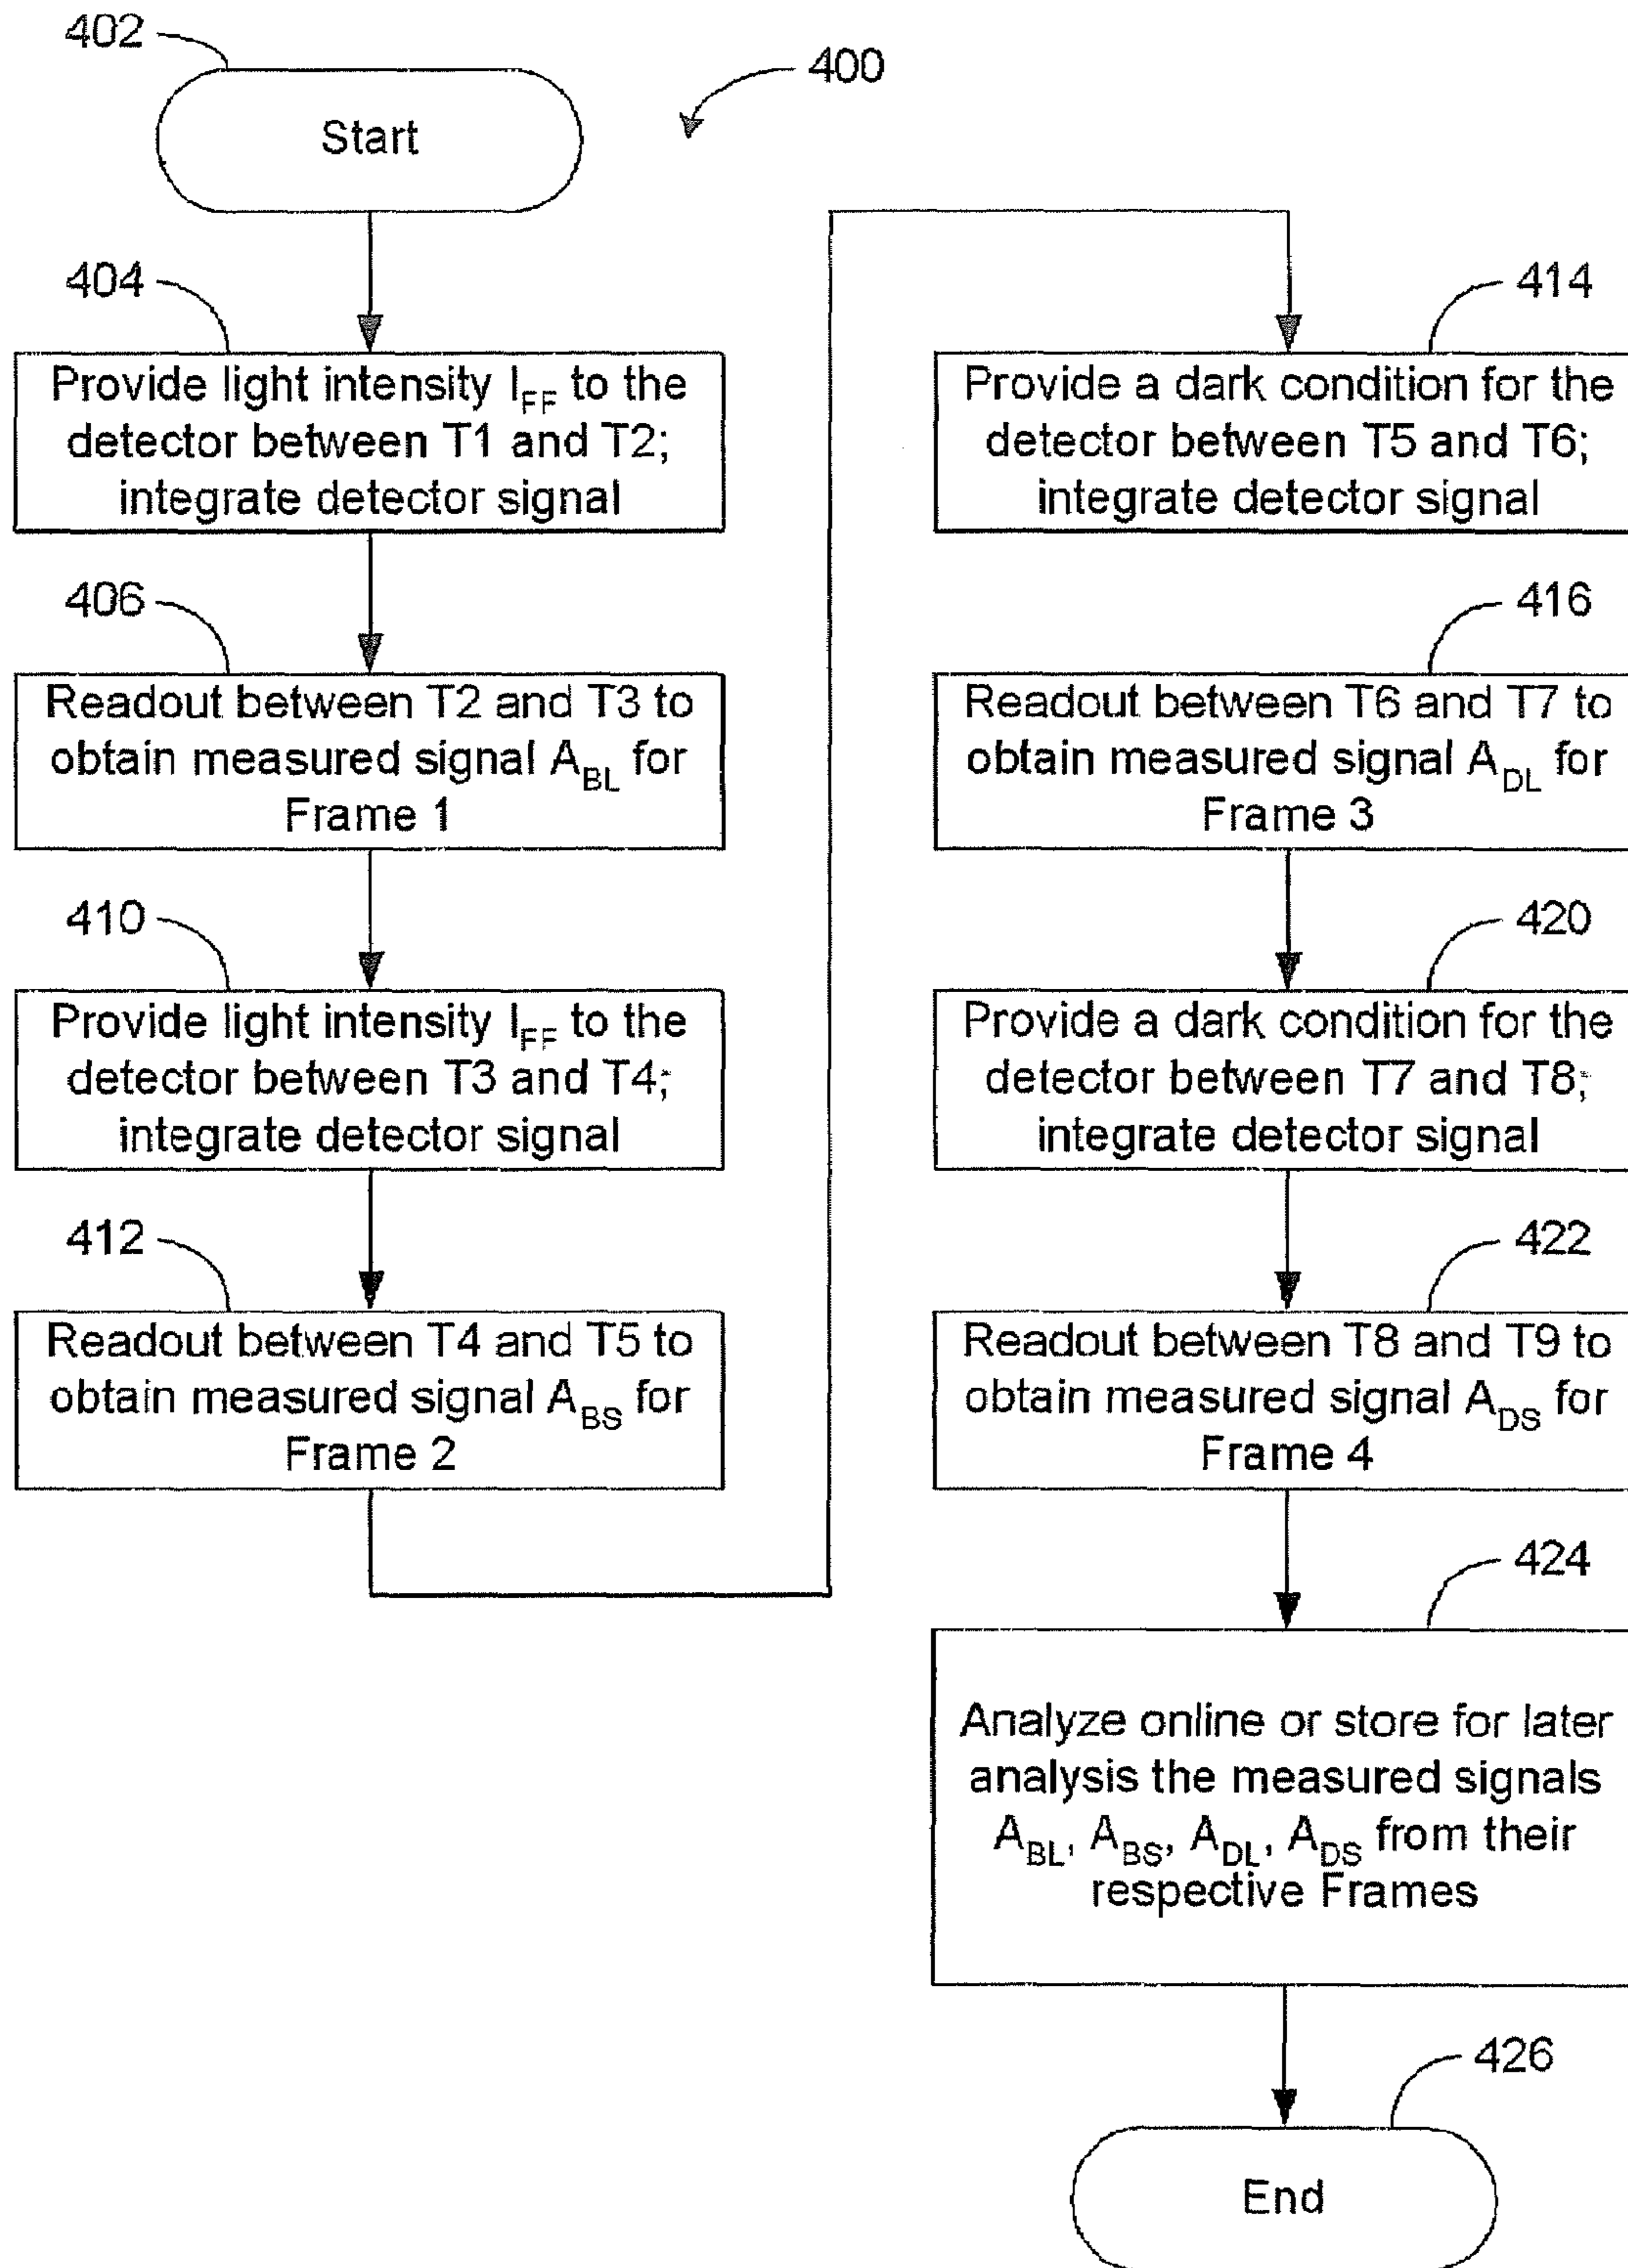 402
400
Start
404
Provide light intensity I_FF to the
detector between T1 and T2;
integrate detector signal
406
Readout between T2 and T3 to
obtain measured signal A_BL for
Frame 1
410
Provide light intensity I_FF to the
detector between T3 and T4;
integrate detector signal
412
Readout between T4 and T5 to
obtain measured signal A_BS for
Frame 2
414
Provide a dark condition for the
detector between T5 and T6;
integrate detector signal
416
Readout between T6 and T7 to
obtain measured signal A_DL for
Frame 3
420
Provide a dark condition for the
detector between T7 and T8;
integrate detector signal
422
Readout between T8 and T9 to
obtain measured signal A_DS for
Frame 4
424
Analyze online or store for later
analysis the measured signals
A_BL, A_BS, A_DL, A_DS from their
respective Frames
426
End